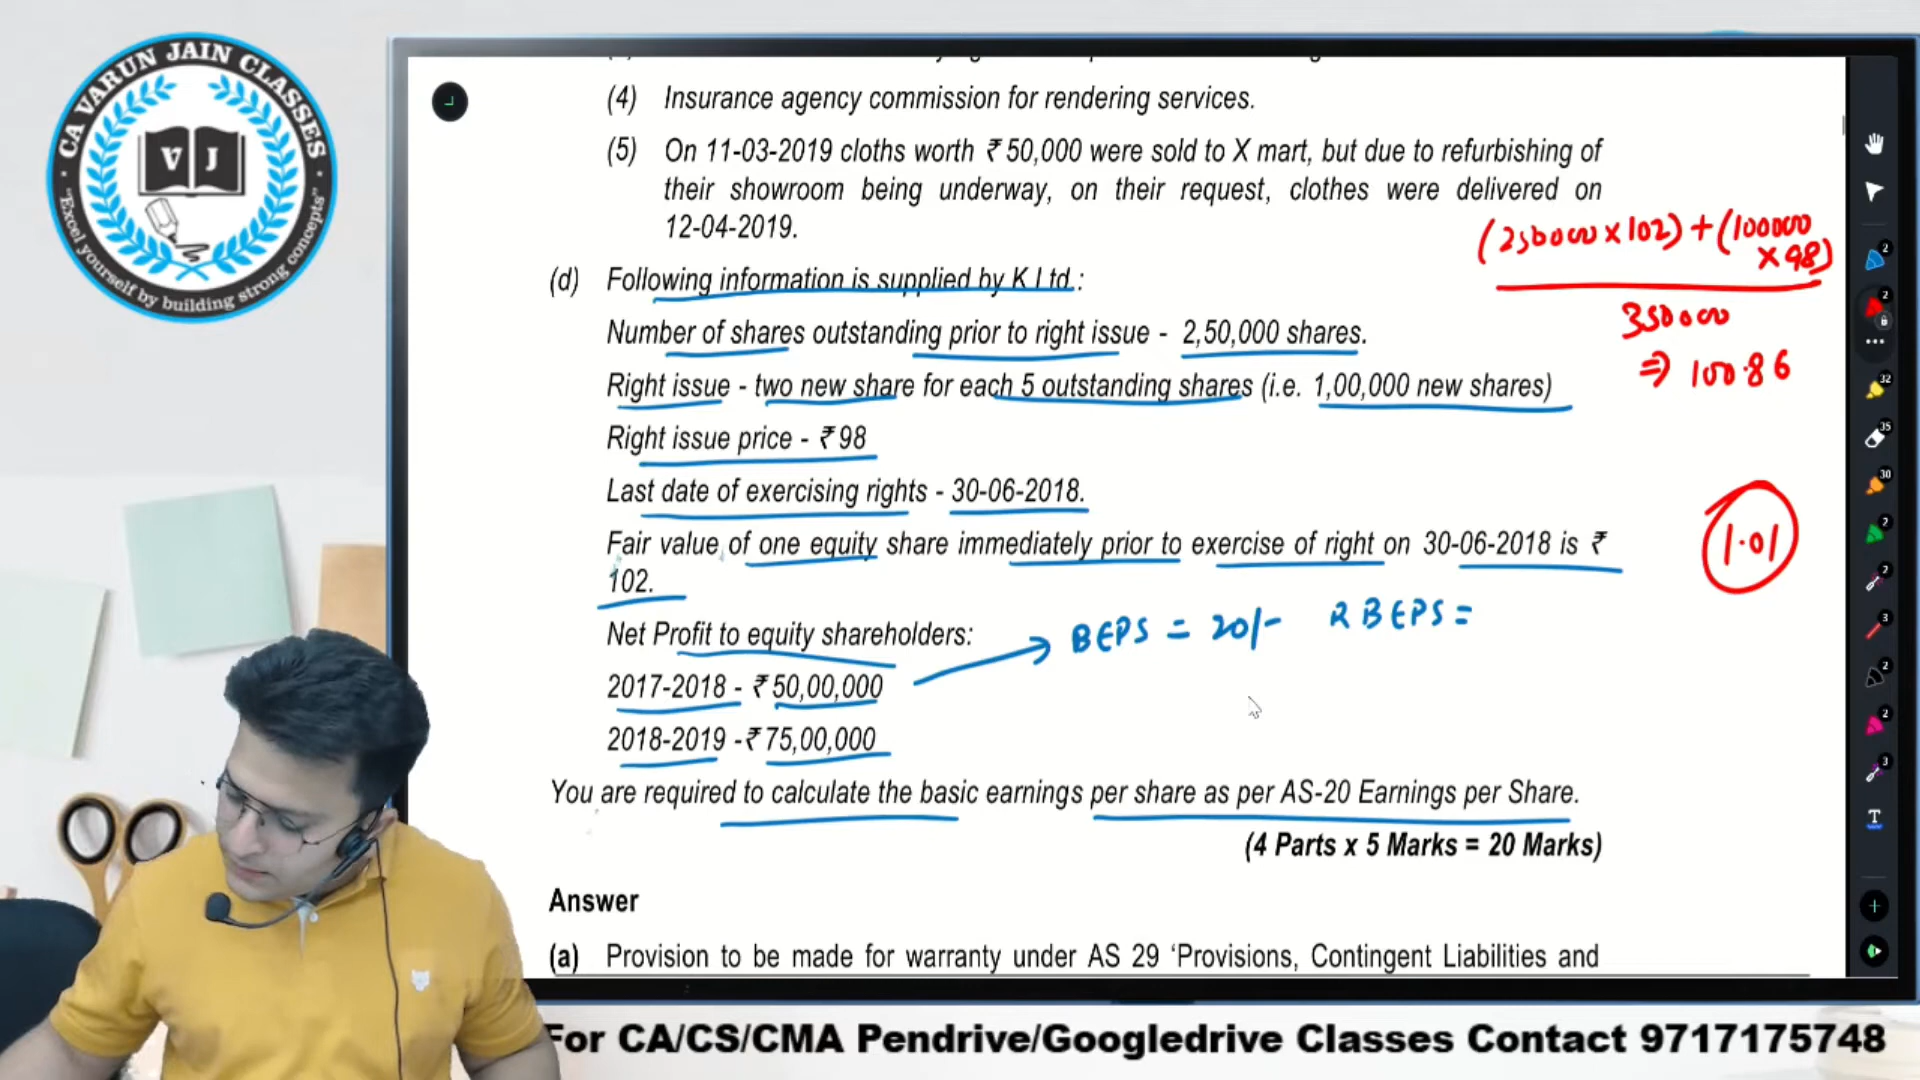 CA VARUN JAIN CLASSES
V J
"Excel yourself by building strong concepts"
(4) Insurance agency commission for rendering services.
(5) On 11-03-2019 cloths worth ₹ 50,000 were sold to X mart, but due to refurbishing of
their showroom being underway, on their request, clothes were delivered on
12-04-2019.
(250000 x 102) + (100000
x 98)
350000
⇒ 100.86
(d) Following information is supplied by K Ltd.:
Number of shares outstanding prior to right issue - 2,50,000 shares.
Right issue - two new share for each 5 outstanding shares (i.e. 1,00,000 new shares)
Right issue price - ₹ 98
Last date of exercising rights - 30-06-2018.
Fair value of one equity share immediately prior to exercise of right on 30-06-2018 is ₹
102.
1.01
Net Profit to equity shareholders:
BEPS = 20/- RBEPS =
2017-2018 - ₹ 50,00,000
2018-2019 -₹ 75,00,000
You are required to calculate the basic earnings per share as per AS-20 Earnings per Share.
(4 Parts x 5 Marks = 20 Marks)
Answer
(a) Provision to be made for warranty under AS 29 ‘Provisions, Contingent Liabilities and
For CA/CS/CMA Pendrive/Googledrive Classes Contact 9717175748